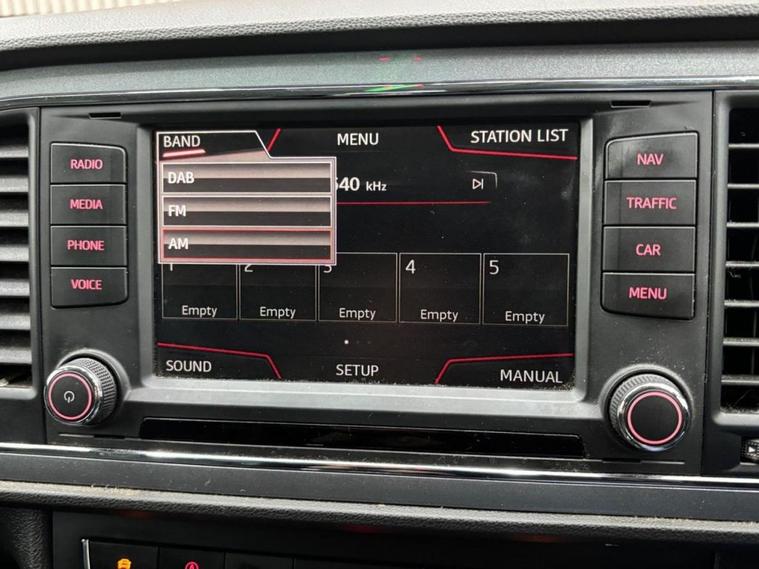 BAND
MENU
STATION LIST
DAB
FM
AM
kHz
1
2
3
4
5
Empty
Empty
Empty
Empty
Empty
SOUND
SETUP
MANUAL
RADIO
MEDIA
PHONE
VOICE
NAV
TRAFFIC
CAR
MENU